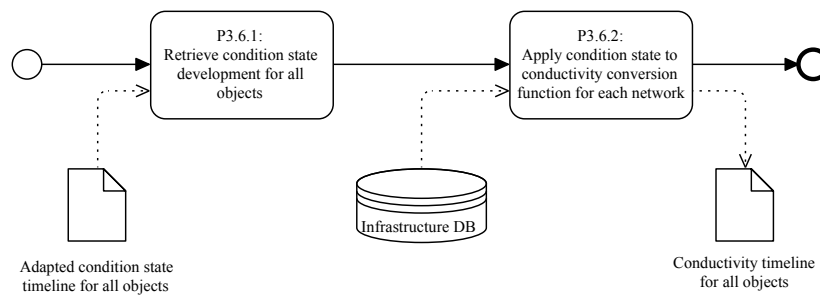 P3.6.1:
Retrieve condition state
development for all
objects
P3.6.2:
Apply condition state to
conductivity conversion
function for each network
Infrastructure DB
Adapted condition state
timeline for all objects
Conductivity timeline
for all objects